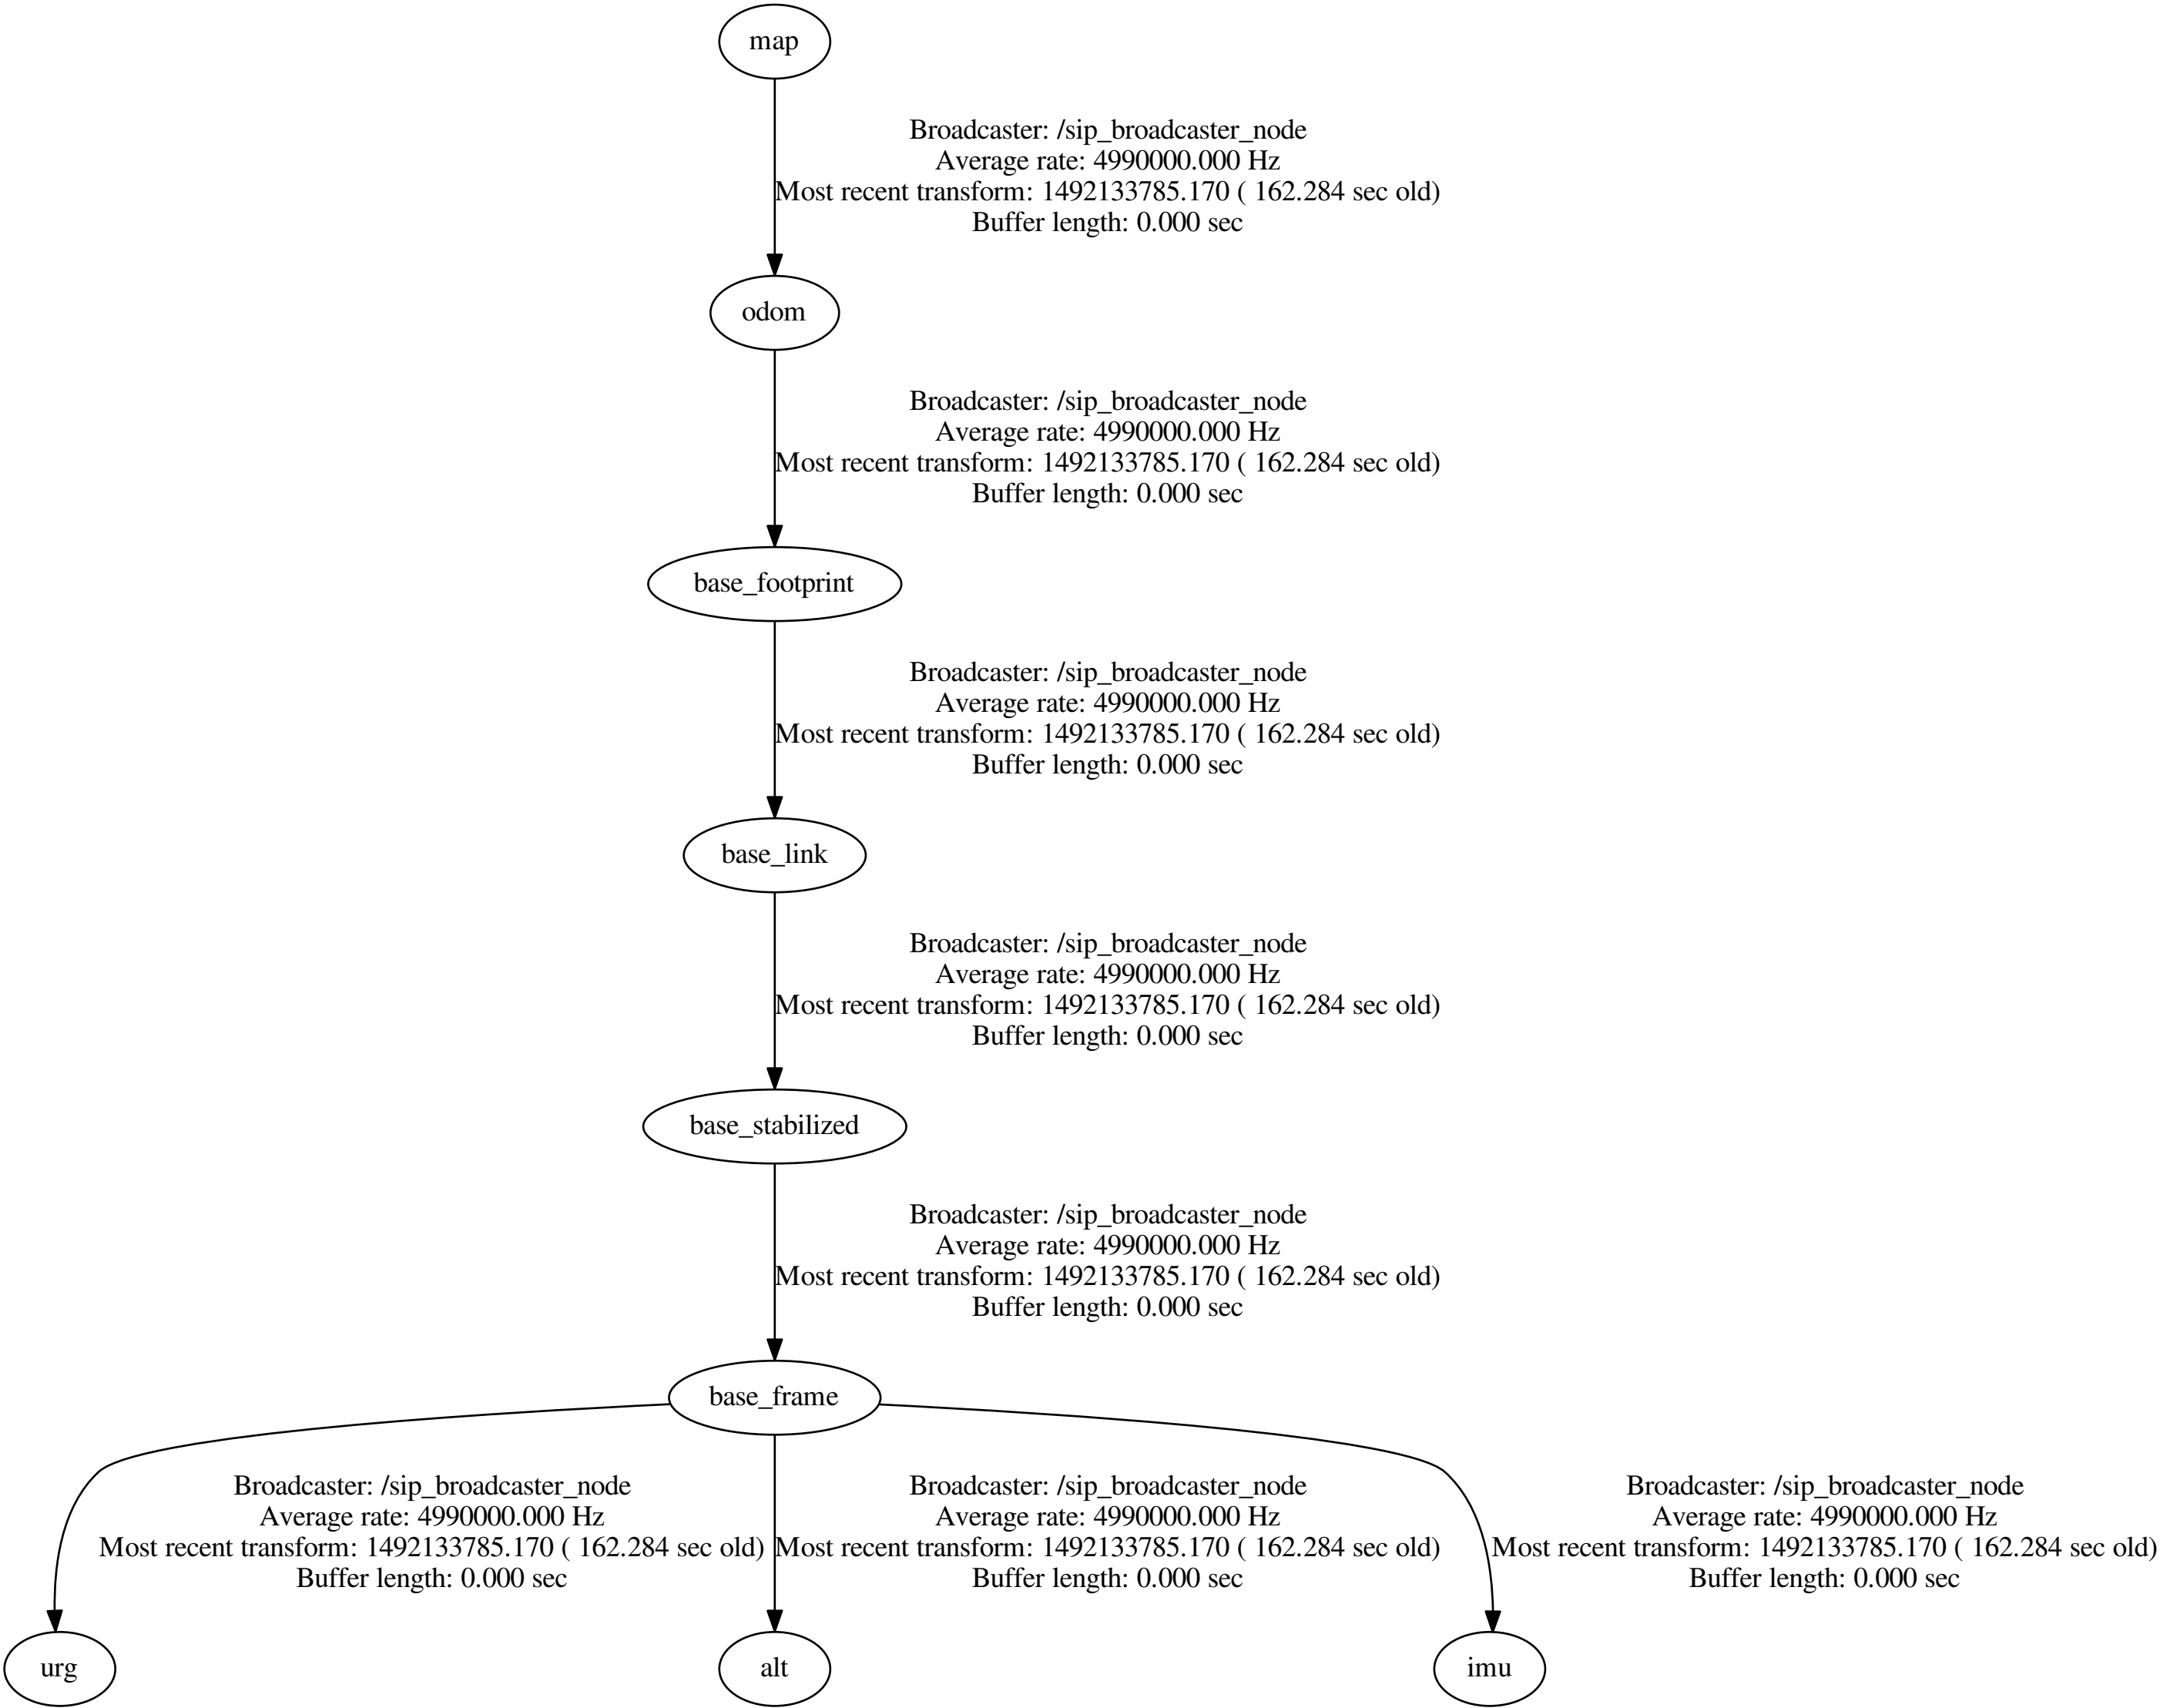 map
Broadcaster: /sip_broadcaster_node
Average rate: 4990000.000 Hz
Most recent transform: 1492133785.170 ( 162.284 sec old)
Buffer length: 0.000 sec
odom
Broadcaster: /sip_broadcaster_node
Average rate: 4990000.000 Hz
Most recent transform: 1492133785.170 ( 162.284 sec old)
Buffer length: 0.000 sec
base_footprint
Broadcaster: /sip_broadcaster_node
Average rate: 4990000.000 Hz
Most recent transform: 1492133785.170 ( 162.284 sec old)
Buffer length: 0.000 sec
base_link
Broadcaster: /sip_broadcaster_node
Average rate: 4990000.000 Hz
Most recent transform: 1492133785.170 ( 162.284 sec old)
Buffer length: 0.000 sec
base_stabilized
Broadcaster: /sip_broadcaster_node
Average rate: 4990000.000 Hz
Most recent transform: 1492133785.170 ( 162.284 sec old)
Buffer length: 0.000 sec
base_frame
Broadcaster: /sip_broadcaster_node
Average rate: 4990000.000 Hz
Most recent transform: 1492133785.170 ( 162.284 sec old)
Buffer length: 0.000 sec
Broadcaster: /sip_broadcaster_node
Average rate: 4990000.000 Hz
Most recent transform: 1492133785.170 ( 162.284 sec old)
Buffer length: 0.000 sec
Broadcaster: /sip_broadcaster_node
Average rate: 4990000.000 Hz
Most recent transform: 1492133785.170 ( 162.284 sec old)
Buffer length: 0.000 sec
urg
alt
imu